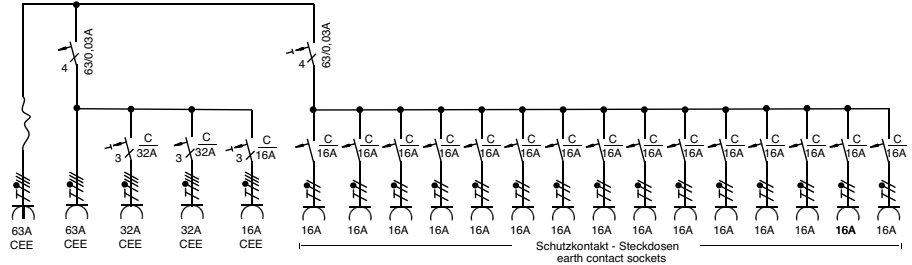 63/0,03A
4
63/0,03A
4
C C C C C C C C C C C C C C C C C C
3 32A 3 32A 3 16A 16A 16A 16A 16A 16A 16A 16A 16A 16A 16A 16A 16A 16A 16A 16A
63A 63A 32A 32A 16A 16A 16A 16A 16A 16A 16A 16A 16A 16A 16A 16A 16A 16A 16A 16A
CEE CEE CEE CEE CEE
Schutzkontakt - Steckdosen
earth contact sockets